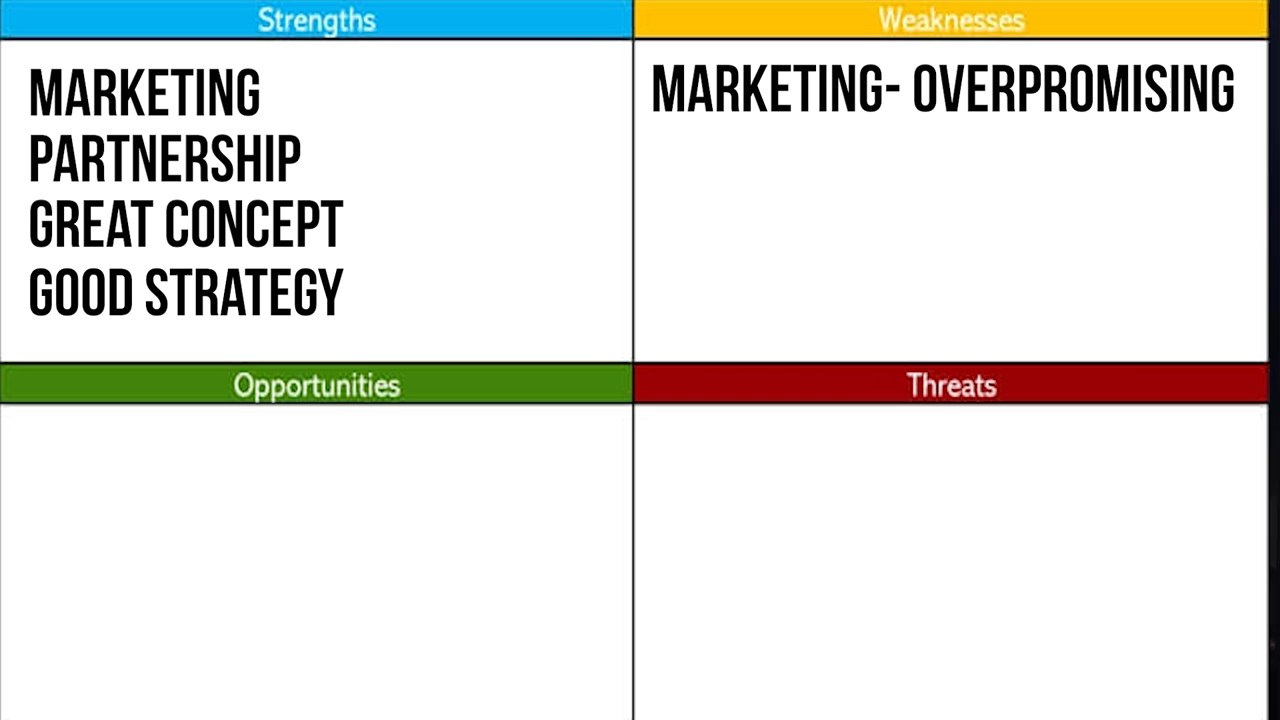 Strengths
Weaknesses
MARKETING
PARTNERSHIP
GREAT CONCEPT
GOOD STRATEGY
MARKETING- OVERPROMISING
Opportunities
Threats